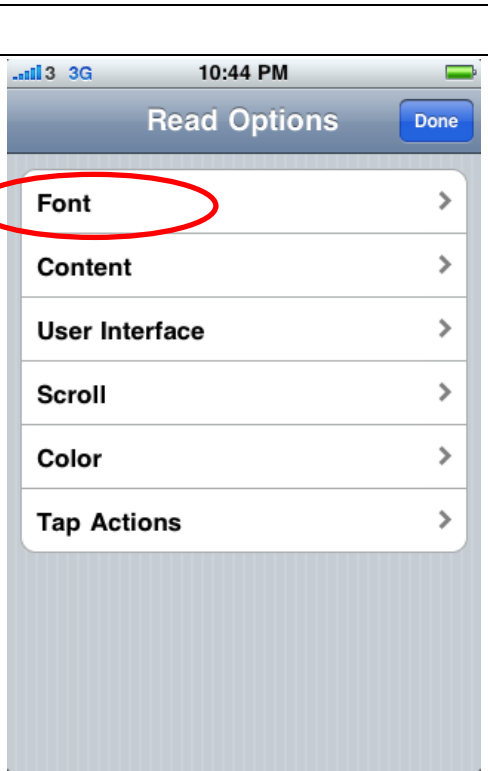 3 3G 10:44 PM
Read Options Done
Font
Content
User Interface
Scroll
Color
Tap Actions